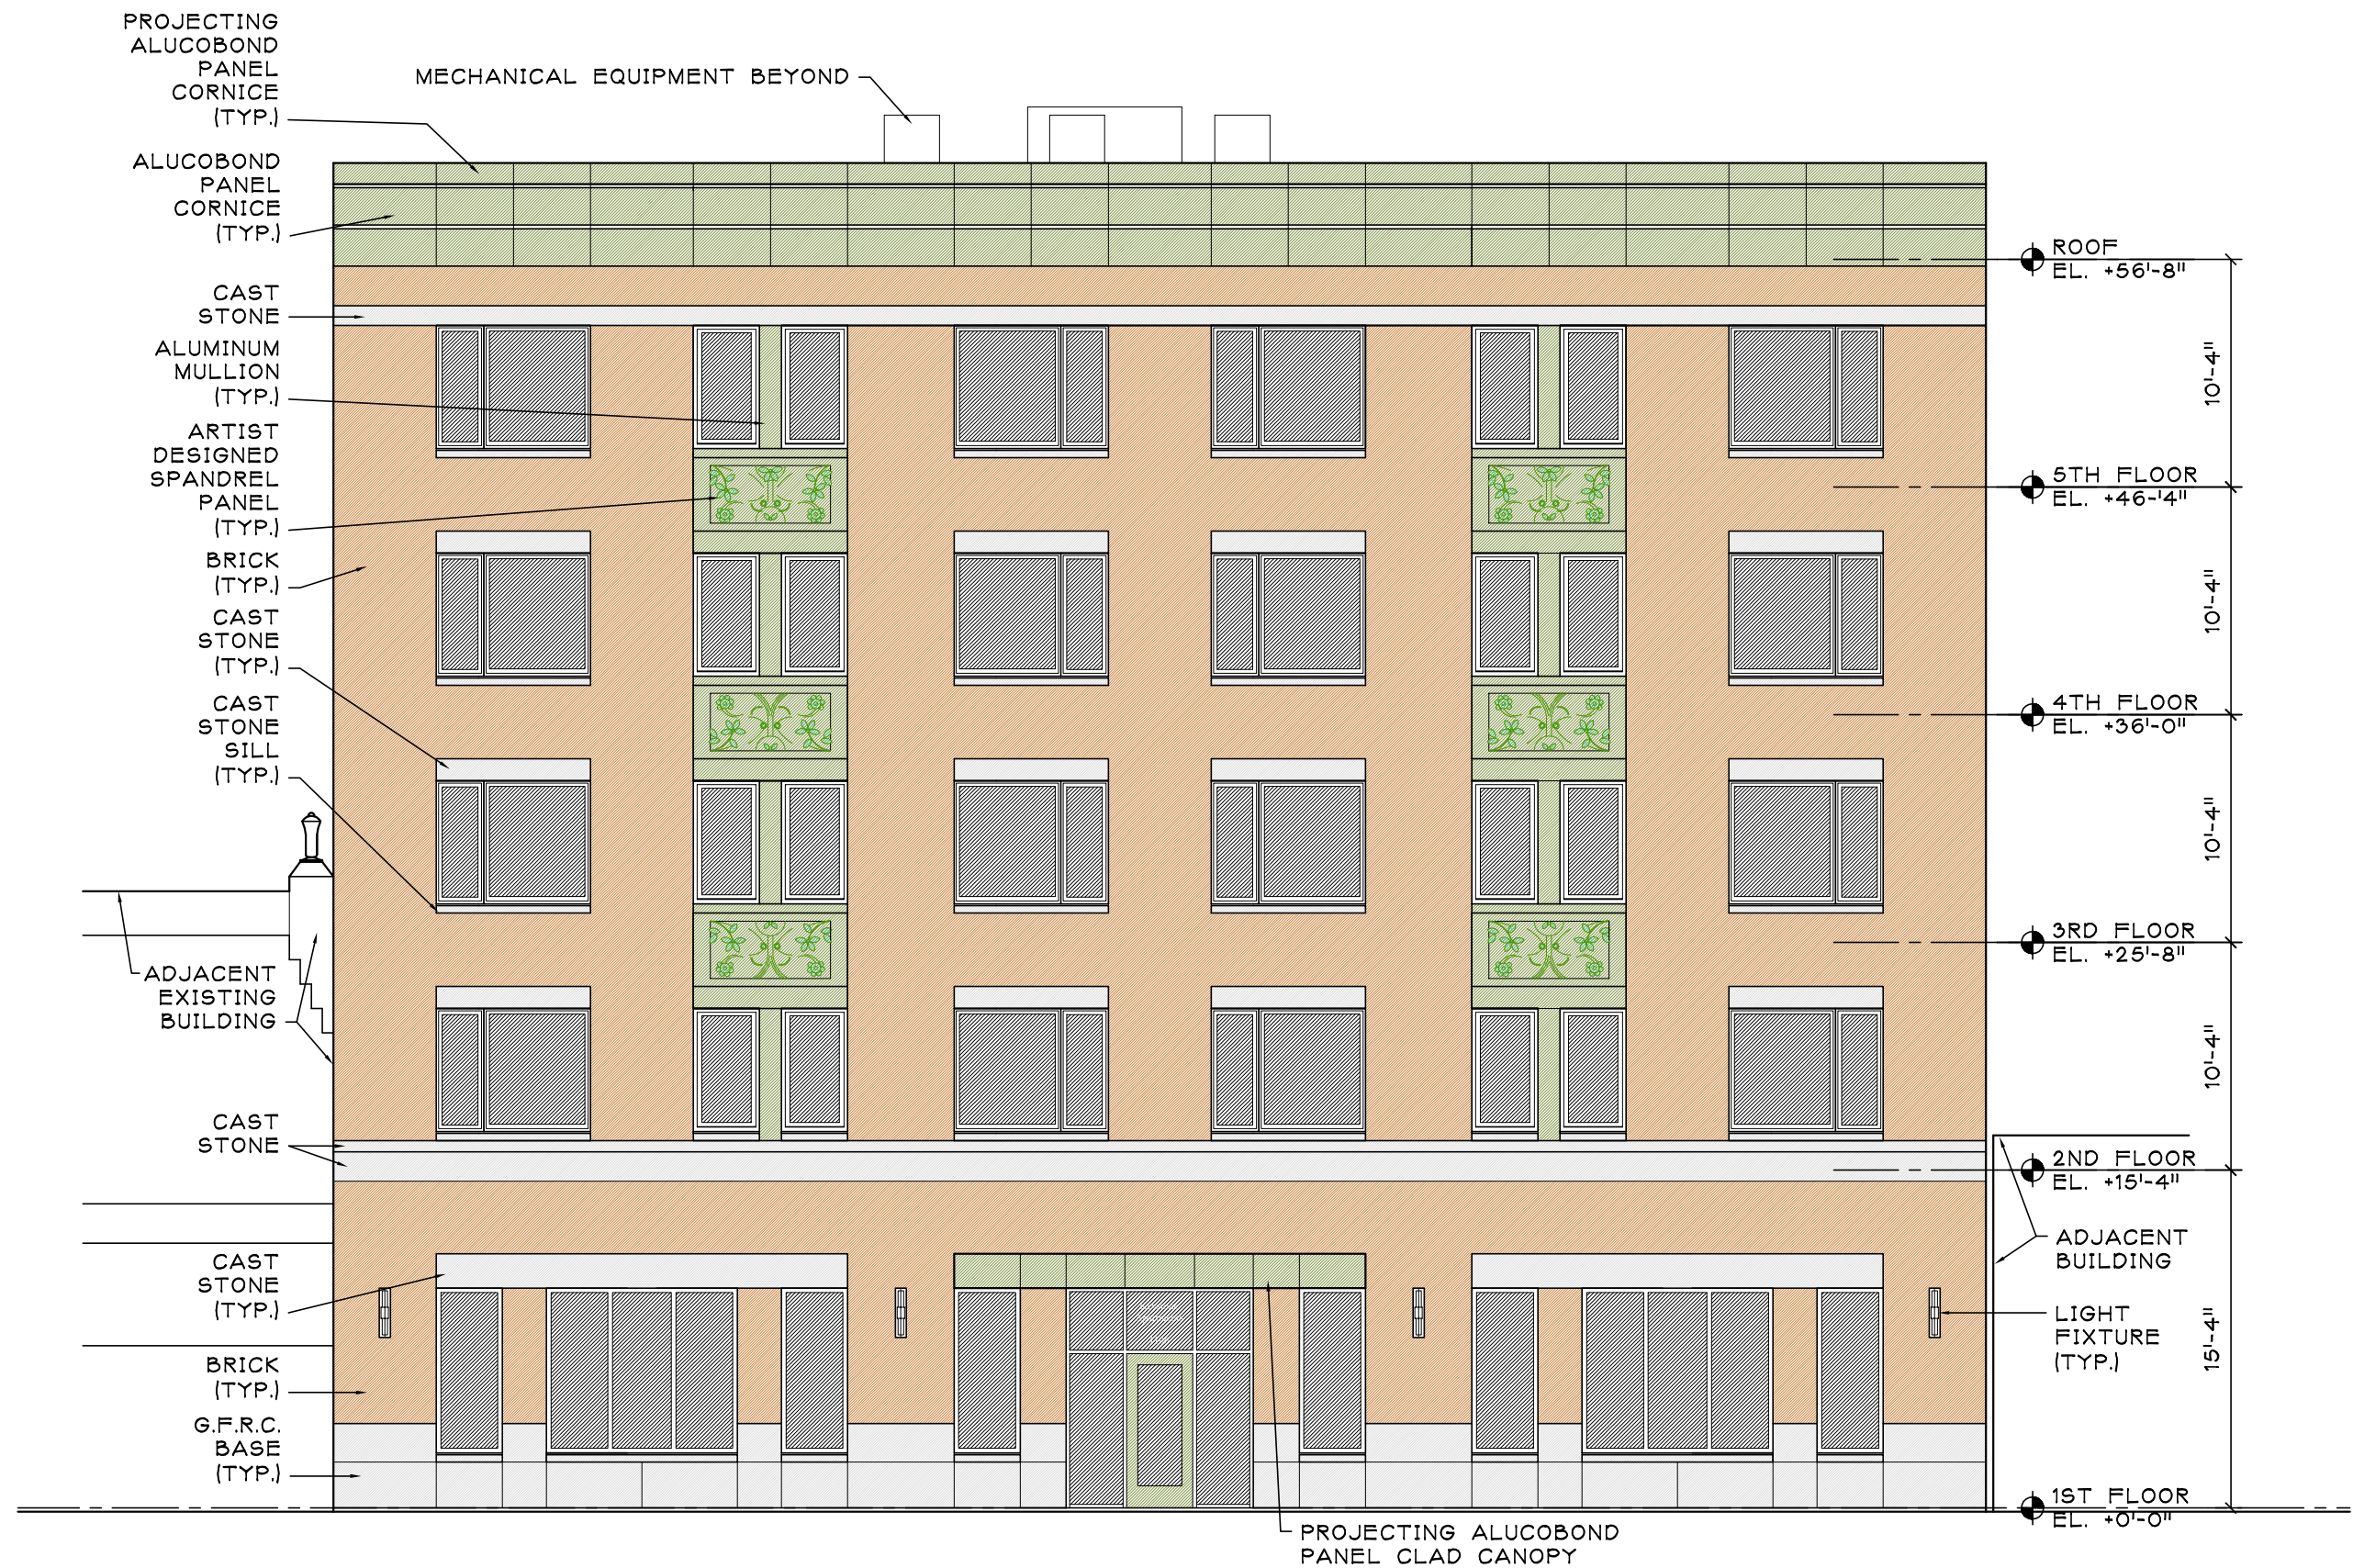 PROJECTING
ALUCOBOND
PANEL
CORNICE
(TYP.)
MECHANICAL EQUIPMENT BEYOND
ALUCOBOND
PANEL
CORNICE
(TYP.)
CAST
STONE
ALUMINUM
MULLION
(TYP.)
ARTIST
DESIGNED
SPANDREL
PANEL
(TYP.)
BRICK
(TYP.)
CAST
STONE
(TYP.)
CAST
STONE
SILL
(TYP.)
ADJACENT
EXISTING
BUILDING
CAST
STONE
CAST
STONE
(TYP.)
BRICK
(TYP.)
G.F.R.C.
BASE
(TYP.)
ROOF
EL. +56'-8"
10'-4"
5TH FLOOR
EL. +46-'4"
10'-4"
4TH FLOOR
EL. +36'-0"
10'-4"
3RD FLOOR
EL. +25'-8"
10'-4"
2ND FLOOR
EL. +15'-4"
ADJACENT
BUILDING
LIGHT
FIXTURE
(TYP.)
15'-4"
1ST FLOOR
EL. +0'-0"
PROJECTING ALUCOBOND
PANEL CLAD CANOPY